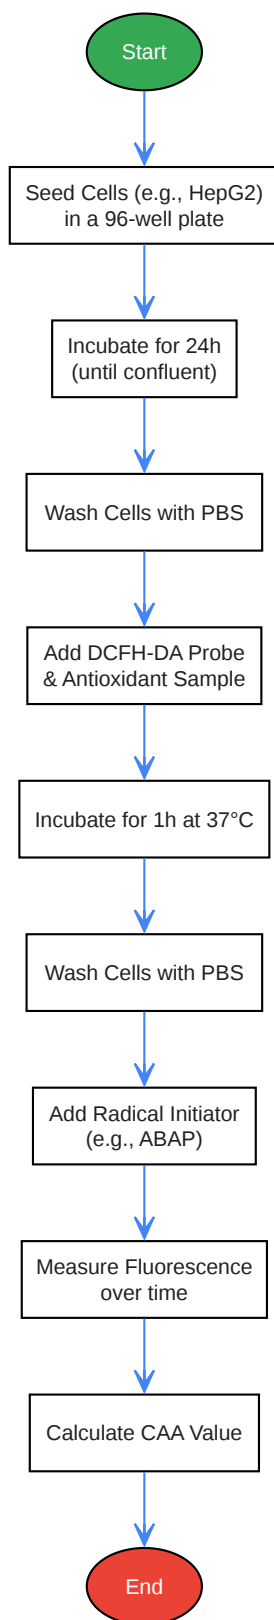 Start
Seed Cells (e.g., HepG2)
in a 96-well plate
Incubate for 24h
(until confluent)
Wash Cells with PBS
Add DCFH-DA Probe
& Antioxidant Sample
Incubate for 1h at 37°C
Wash Cells with PBS
Add Radical Initiator
(e.g., ABAP)
Measure Fluorescence
over time
Calculate CAA Value
End